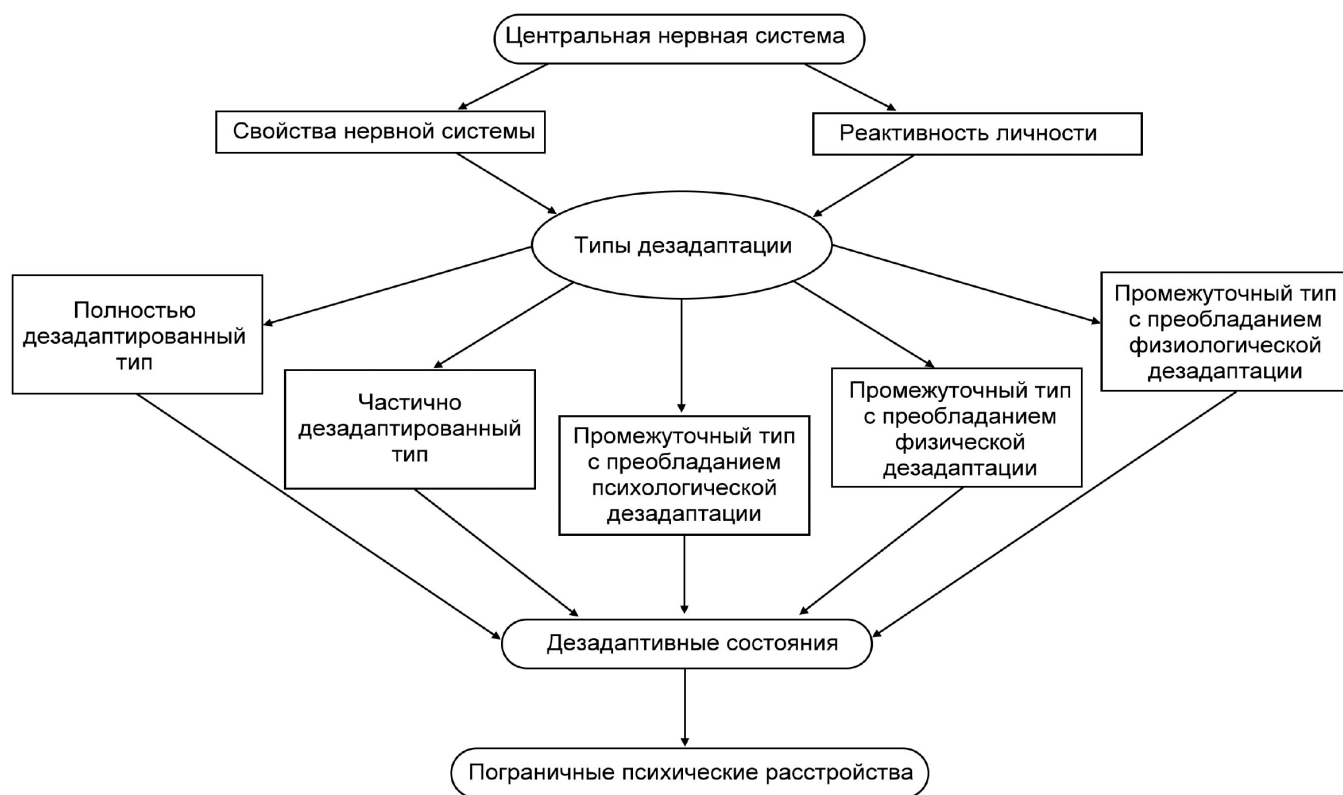 Центральная нервная система
Свойства нервной системы
Реактивность личности
Типы дезадаптации
Полностью
дезадаптированный
тип
Частично
дезадаптированный
тип
Промежуточный тип
с преобладанием
психологической
дезадаптации
Промежуточный тип
с преобладанием
физической
дезадаптации
Промежуточный тип
с преобладанием
физиологической
дезадаптации
Дезадаптивные состояния
Пограничные психические расстройства